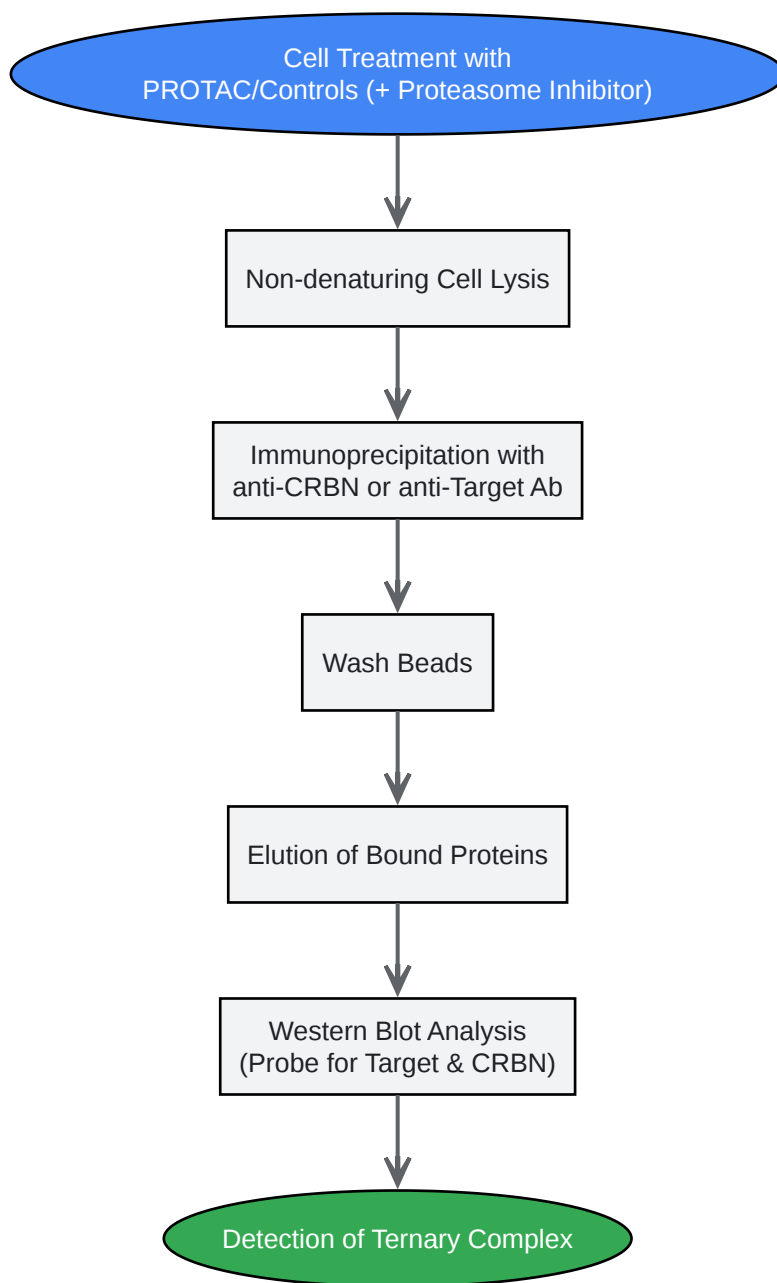 Cell Treatment with
PROTAC/Controls (+ Proteasome Inhibitor)
Non-denaturing Cell Lysis
Immunoprecipitation with
anti-CRBN or anti-Target Ab
Wash Beads
Elution of Bound Proteins
Western Blot Analysis
(Probe for Target & CRBN)
Detection of Ternary Complex